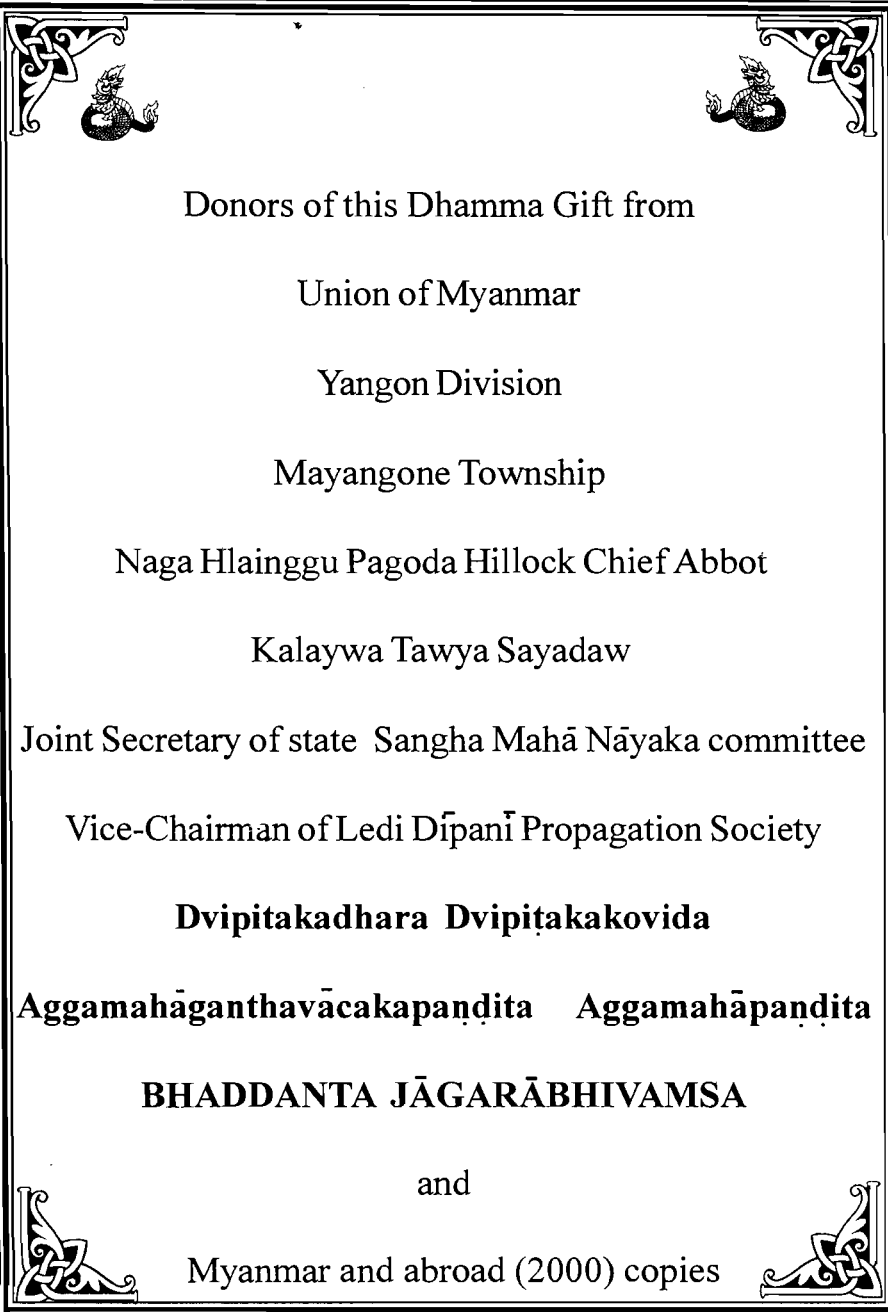 Donors of this Dhamma Gift from
Union of Myanmar
Yangon Division
Mayangone Township
Naga Hlainggu Pagoda Hillock Chief Abbot
Kalaywa Tawya Sayadaw
Joint Secretary of state Sangha Mahā Nāyaka committee
Vice-Chairman of Ledi Dīpanī Propagation Society
Dvipitakadhara Dvipiṭakakovida
Aggamahāganthavācakapaṇḍita Aggamahāpaṇḍita
BHADDANTA JĀGARĀBHIVAMSA
and
Myanmar and abroad (2000) copies